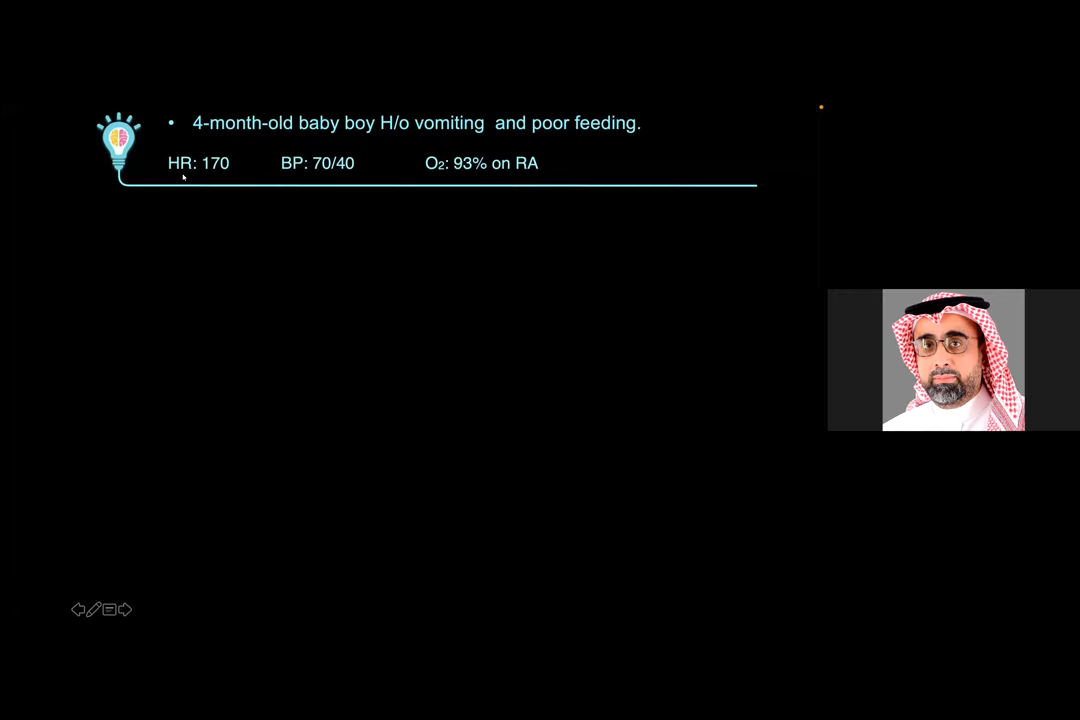 • 4-month-old baby boy H/o vomiting and poor feeding.
HR: 170 BP: 70/40 O₂: 93% on RA